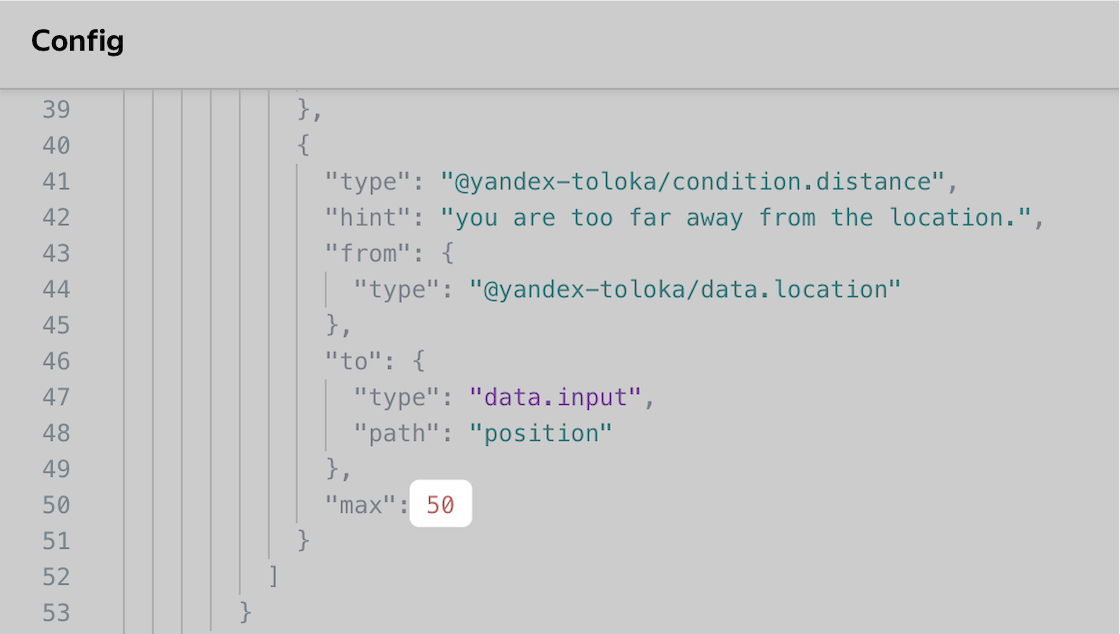 Config
39 },
40 {
41 "type": "@yandex-toloka/condition.distance",
42 "hint": "you are too far away from the location.",
43 "from": {
44 "type": "@yandex-toloka/data.location"
45 },
46 "to": {
47 "type": "data.input",
48 "path": "position"
49 },
50 "max": 50
51 }
52 ]
53 }